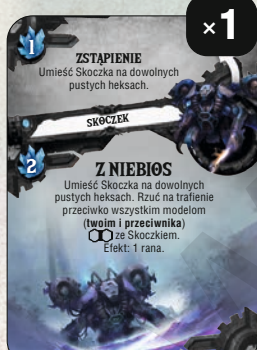 ×1
1
ZSTĄPIENIE
Umieść Skoczka na dowolnych
pustych heksach.
SKOCZEK
2
Z NIEBIOS
Umieść Skoczka na dowolnych
pustych heksach. Rzuć na trafienie
przeciwko wszystkim modelom
(twoim i przeciwnika)
ze Skoczkiem.
Efekt: 1 rana.